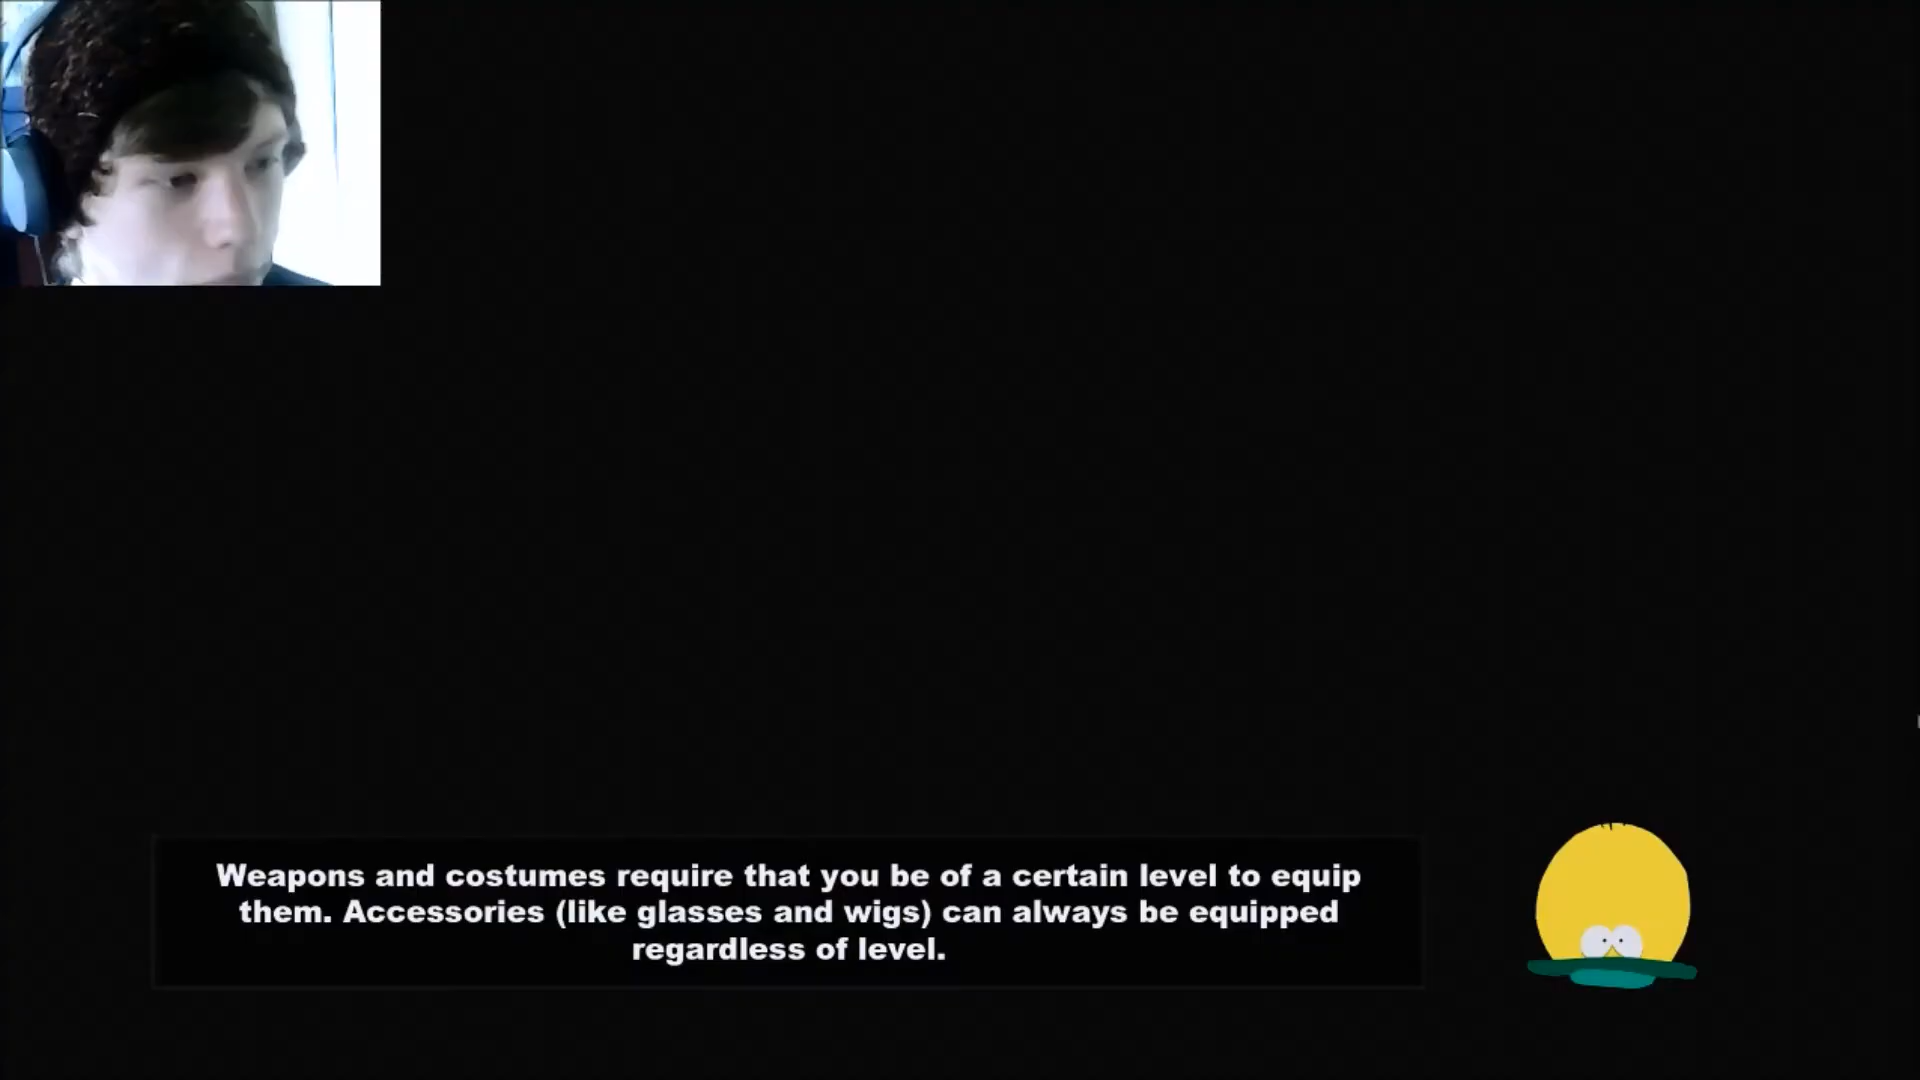 Weapons and costumes require that you be of a certain level to equip
them. Accessories (like glasses and wigs) can always be equipped
regardless of level.